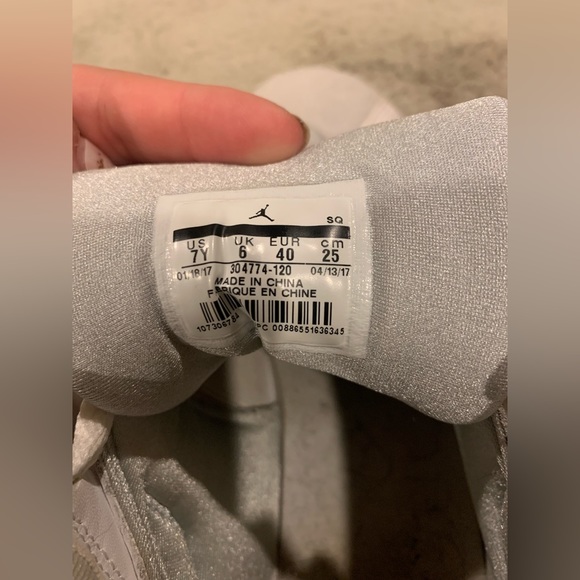 SQ
US UK EUR cm
7Y 6 40 25
01/18/17 304774-120 04/13/17
MADE IN CHINA
EN CHINE
00886551636345